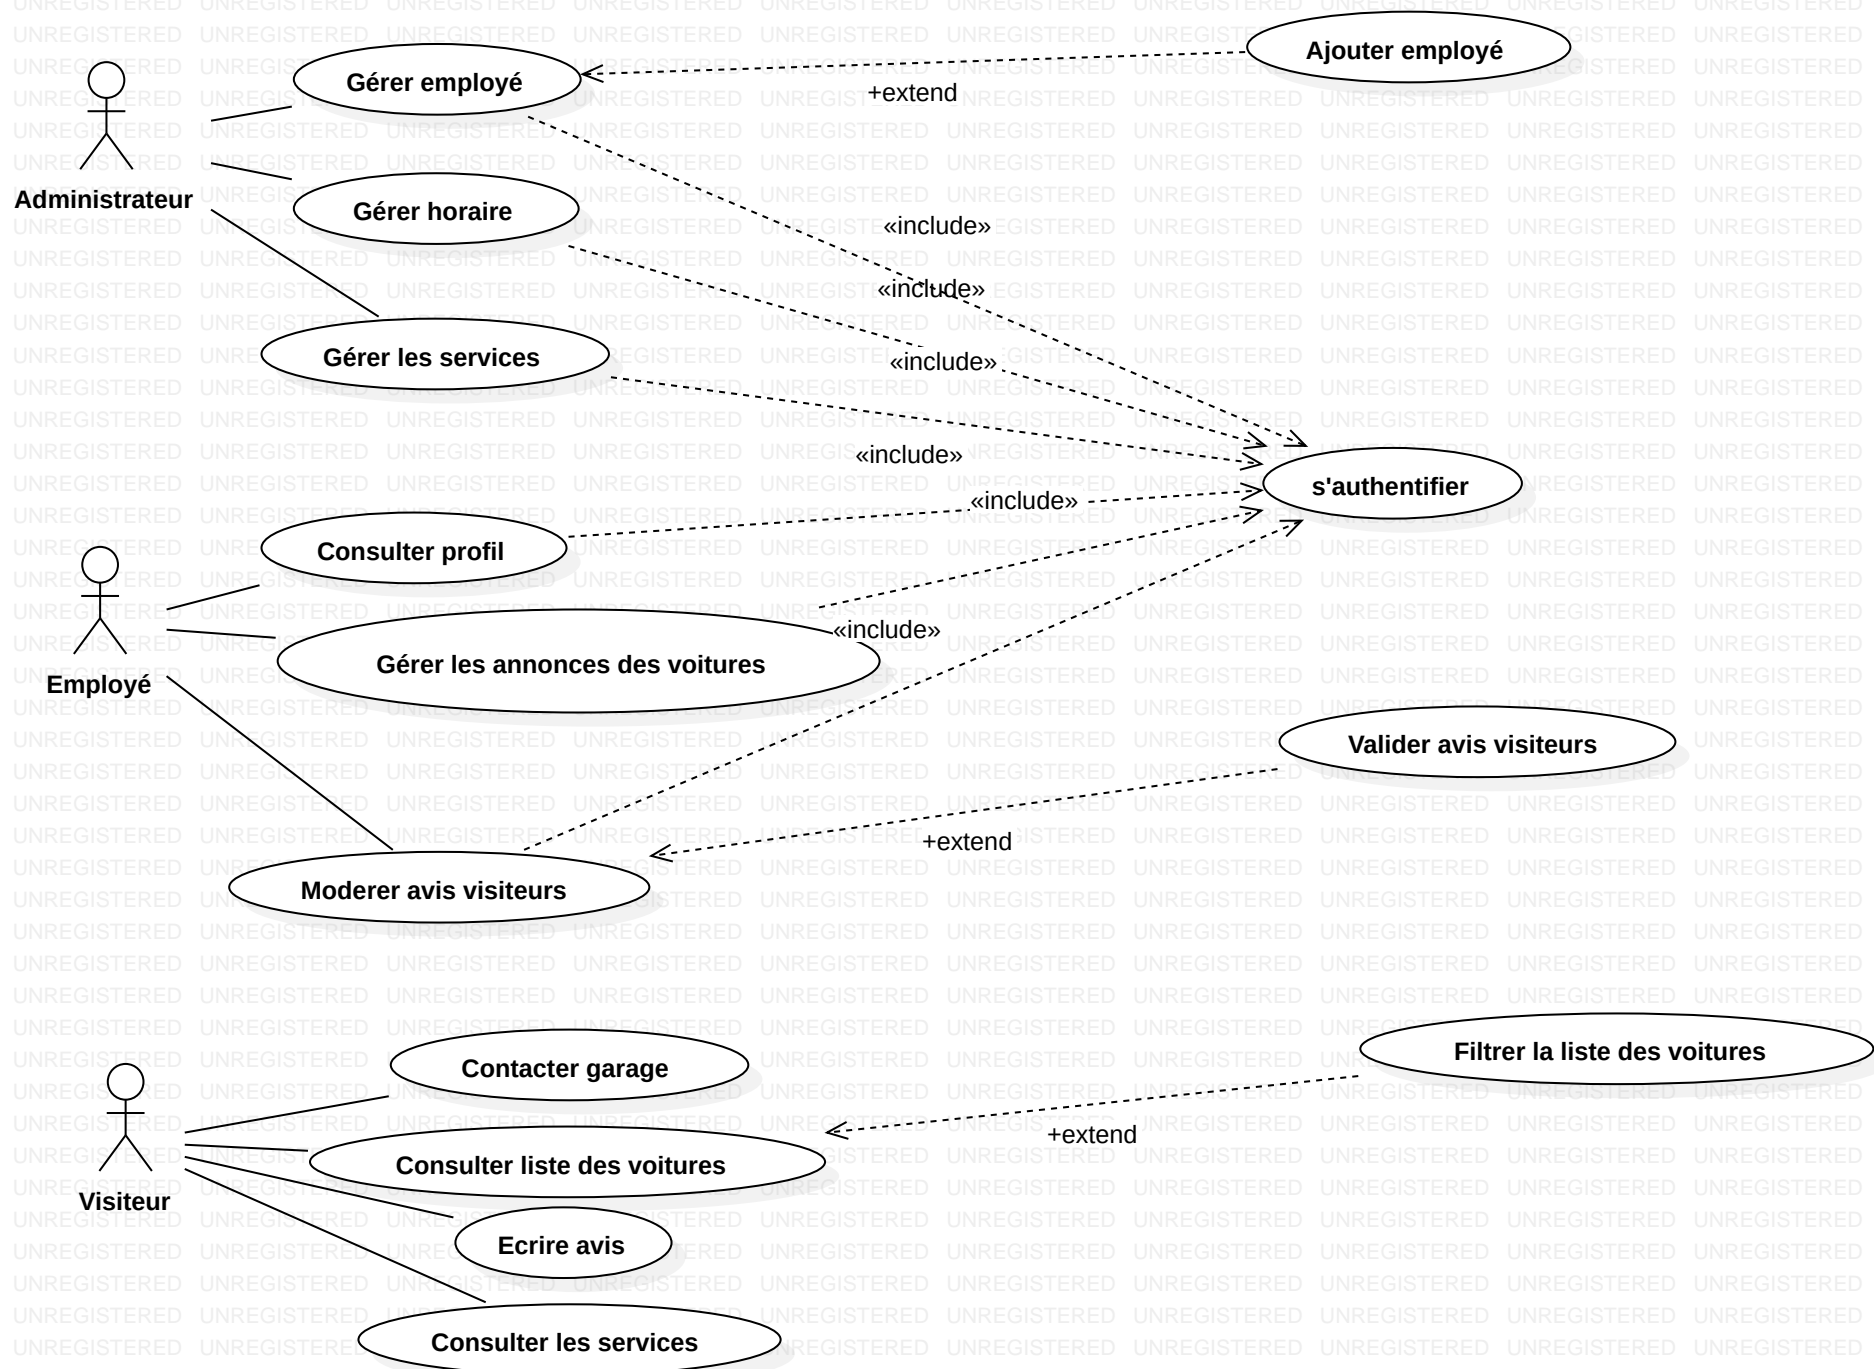 Ajouter employé
Gérer employé
+extend
Administrateur
Gérer horaire
«include»
«include»
Gérer les services
«include»
«include»
s'authentifier
«include»
Consulter profil
«include»
Gérer les annonces des voitures
Employé
Valider avis visiteurs
+extend
Moderer avis visiteurs
Filtrer la liste des voitures
Contacter garage
+extend
Consulter liste des voitures
Visiteur
Ecrire avis
Consulter les services
UNREGISTERED